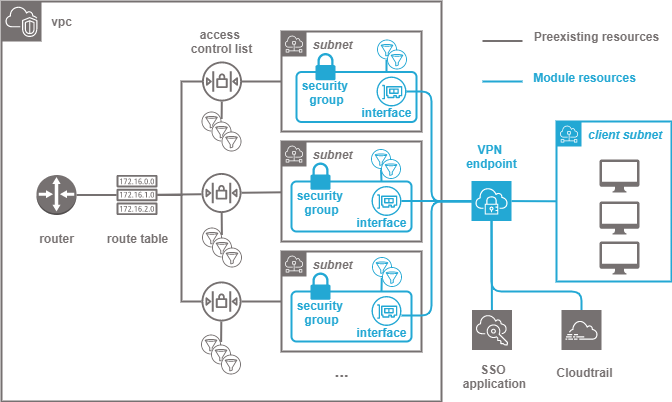 vpc
access
control list
subnet
security
group
interface
Preexisting resources
Module resources
client subnet
VPN
endpoint
subnet
security
group
interface
172.16.0.0
172.16.1.0
172.16.2.0
router
route table
subnet
security
group
interface
...
SSO
application
Cloudtrail